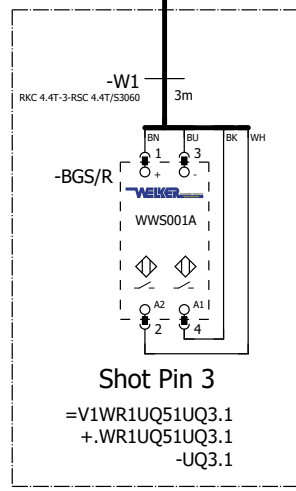 -W1
RKC 4.4T-3-RSC 4.4T/S3060
3m
BN BU BK WH
1 3
-BGS/R
+ -
WELKER
WWS001A
A2 A1
2 4
Shot Pin 3
=V1WR1UQ51UQ3.1
+.WR1UQ51UQ3.1
-UQ3.1